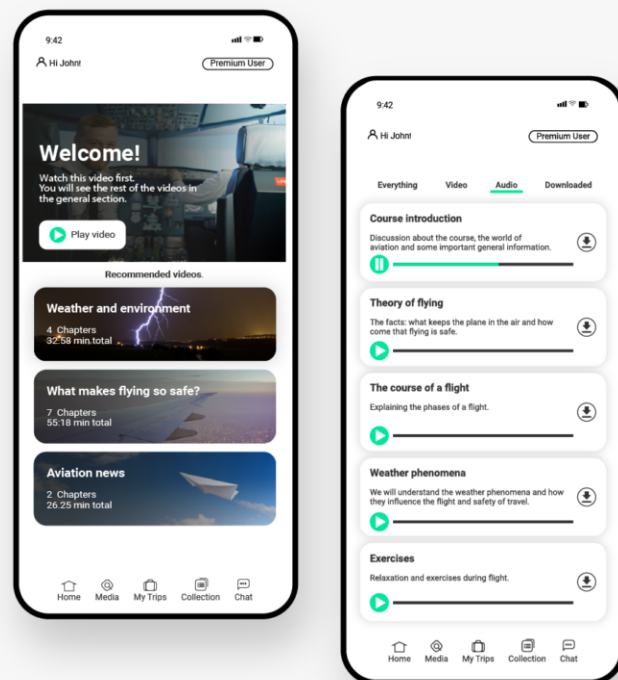 9:42
Hi John!
Premium User
Welcome!
Watch this video first.
You will see the rest of the videos in
the general section.
Play video
Recommended videos.
Weather and environment
4 Chapters
32:58 min total
What makes flying so safe?
7 Chapters
55:18 min total
Aviation news
2 Chapters
26.25 min total
Home Media My Trips Collection Chat
9:42
Hi John!
Premium User
Everything Video Audio Downloaded
Course introduction
Discussion about the course, the world of
aviation and some important general information.
Theory of flying
The facts: what keeps the plane in the air and how
come that flying is safe.
The course of a flight
Explaining the phases of a flight.
Weather phenomena
We will understand the weather phenomena and how
they influence the flight and safety of travel.
Exercises
Relaxation and exercises during flight.
Home Media My Trips Collection Chat